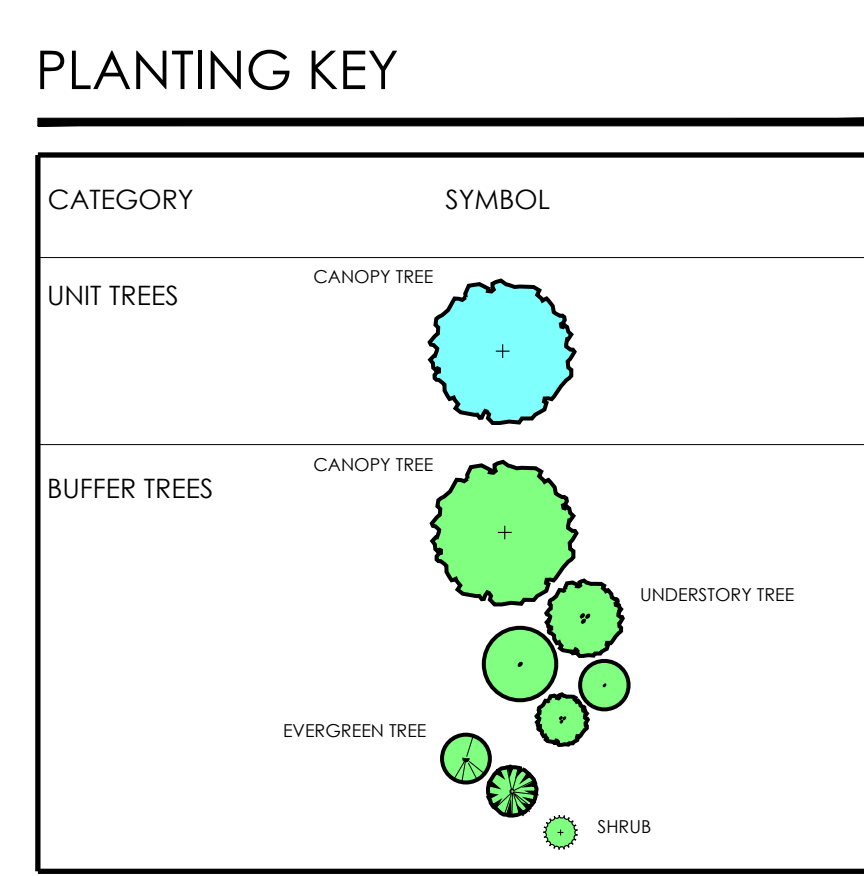 PLANTING KEY
CATEGORY SYMBOL
UNIT TREES
CANOPY TREE
BUFFER TREES
CANOPY TREE
UNDERSTORY TREE
EVERGREEN TREE
SHRUB